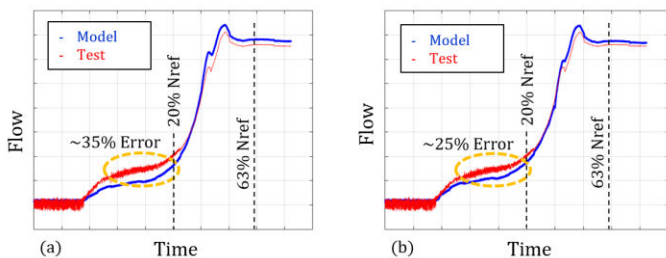 - Model
- Test
20% Nref
63% Nref
~35% Error
Flow
Time
(a)
- Model
- Test
20% Nref
63% Nref
~25% Error
Flow
Time
(b)